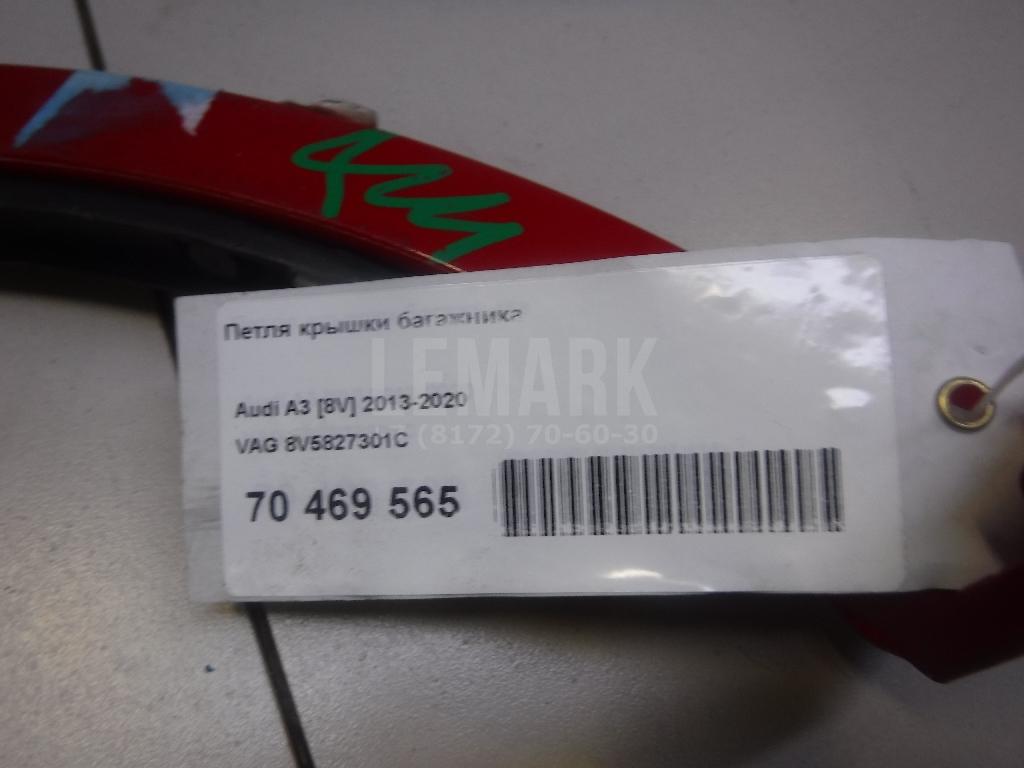 Петля крышки багажника
LEMARK
Audi A3 [8V] 2013-2020
(8172) 70-60-30
VAG 8V5827301C
70 469 565